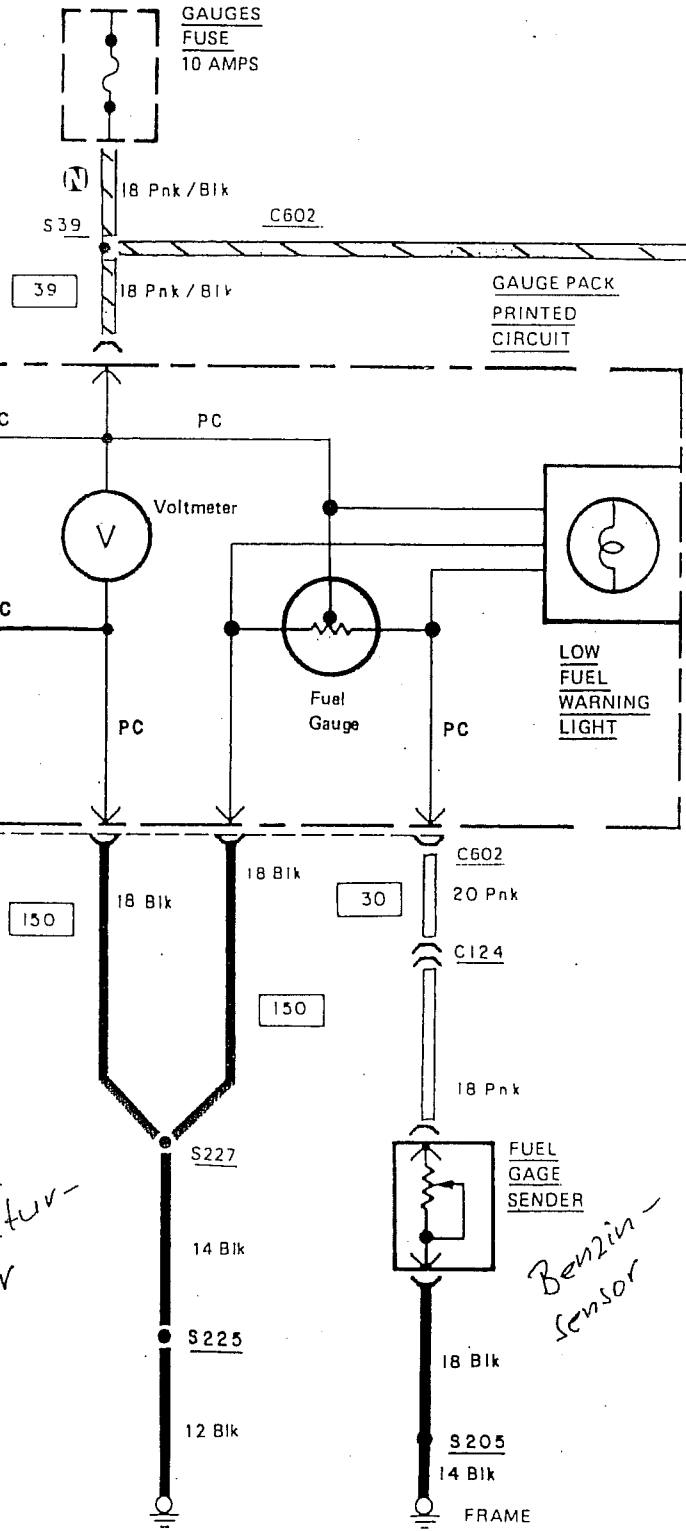 GAUGES
FUSE
10 AMPS
N
18 Pnk/Blk
S39
C602
39
18 Pnk/Blk
GAUGE PACK
PRINTED
CIRCUIT
C
PC
Voltmeter
V
C
Fuel
Gauge
LOW
FUEL
WARNING
LIGHT
PC
PC
C602
18 Blk
18 Blk
30
20 Pnk
150
C124
150
18 Pnk
S227
FUEL
GAGE
SENDER
tur-
r
14 Blk
Benzin-
sensor
S225
18 Blk
12 Blk
S205
14 Blk
FRAME